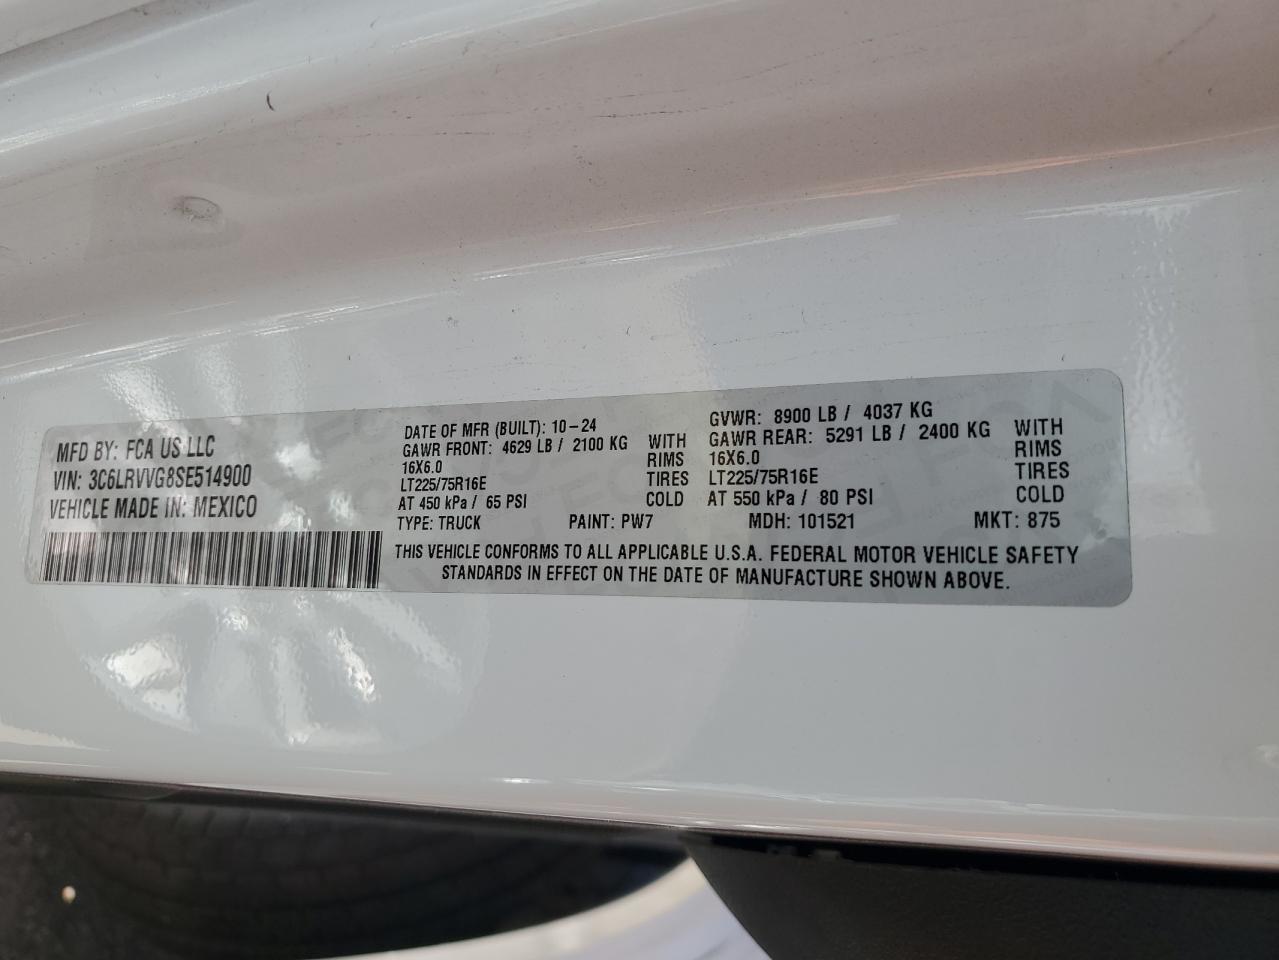 MFD BY: FCA US LLC
VIN: 3C6LRVVG8SE514900
VEHICLE MADE IN: MEXICO
DATE OF MFR (BUILT): 10-24
GAWR FRONT: 4629 LB / 2100 KG WITH
16X6.0 RIMS
LT225/75R16E TIRES
AT 450 kPa / 65 PSI COLD
GVWR: 8900 LB / 4037 KG
GAWR REAR: 5291 LB / 2400 KG WITH
16X6.0 RIMS
LT225/75R16E TIRES
AT 550 kPa / 80 PSI COLD
TYPE: TRUCK PAINT: PW7 MDH: 101521 MKT: 875
THIS VEHICLE CONFORMS TO ALL APPLICABLE U.S.A. FEDERAL MOTOR VEHICLE SAFETY
STANDARDS IN EFFECT ON THE DATE OF MANUFACTURE SHOWN ABOVE.